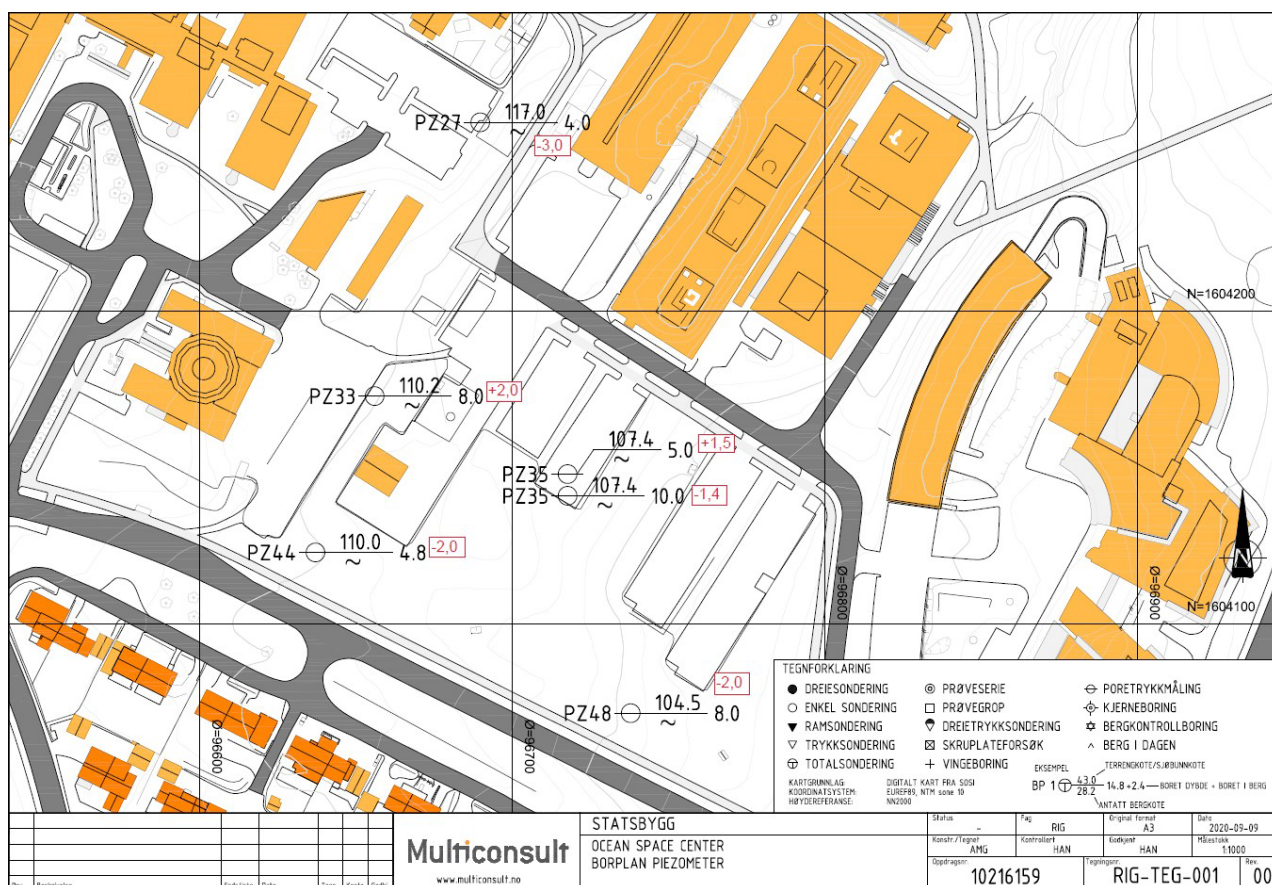 PZ27 117.0 4.0
~
-3,0
N=1604200
PZ33 110.2 8.0 +2,0
~
107.4 5.0 +1,5
~
PZ35
PZ35 107.4 10.0 -1,4
~
PZ44 110.0 4.8 -2,0
~
N
Ø=96600
Ø=96700
Ø=96800
Ø=96900
N=1604100
-2,0
PZ48 104.5 8.0
~
TEGNFORKLARING
DREIESONDERING
ENKEL SONDERING
RAMSONDERING
TRYKKSONDERING
TOTALSONDERING
PRØVESERIE
PRØVEGROP
DREIETRYKKSONDERING
SKRUPLATEFORSØK
VINGEBORING
PORETRYKKMÅLING
KJERNEBORING
BERGKONTROLLBORING
BERG I DAGEN
KARTGRUNNLAG: DIGITALT KART FRA SOSI
KOORDINATSYSTEM: EUREF89, NTM sone 10
HØYDEREFERANSE: NN2000
EKSEMPEL
TERRENGKOTE/SJØBUNNKOTE
BP 1 43.0 14.8+2.4 BORET DYBDE + BORET I BERG
28.2
ANTATT BERGKOTE
Multiconsult
www.multiconsult.no
STATSBYGG
OCEAN SPACE CENTER
BORPLAN PIEZOMETER
Status
-
Fag
RIG
Original format
A3
Dato
2020-09-09
Konstr./Tegnet
AMG
Kontrollert
HAN
Godkjent
HAN
Målestokk
1:1000
Oppdragsnr.
10216159
Tegningsnr.
RIG-TEG-001
Rev.
00